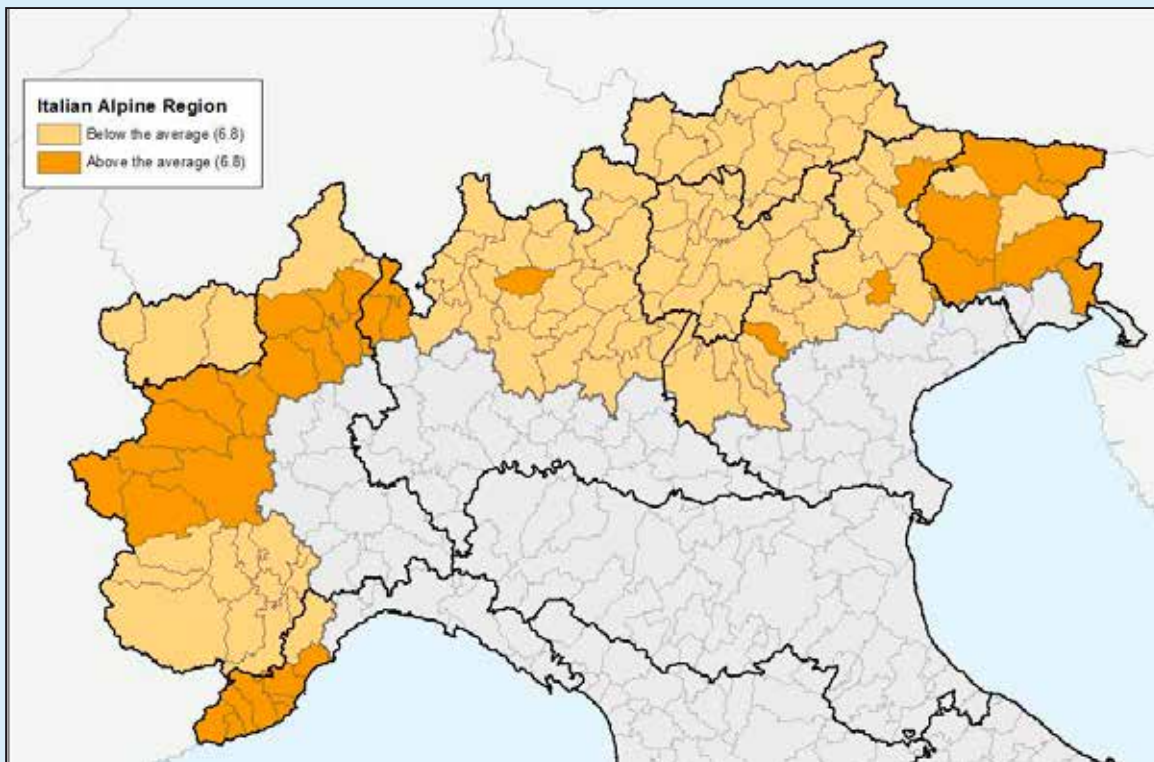 Italian Alpine Region
Below the average (6.8)
Above the average (6.8)